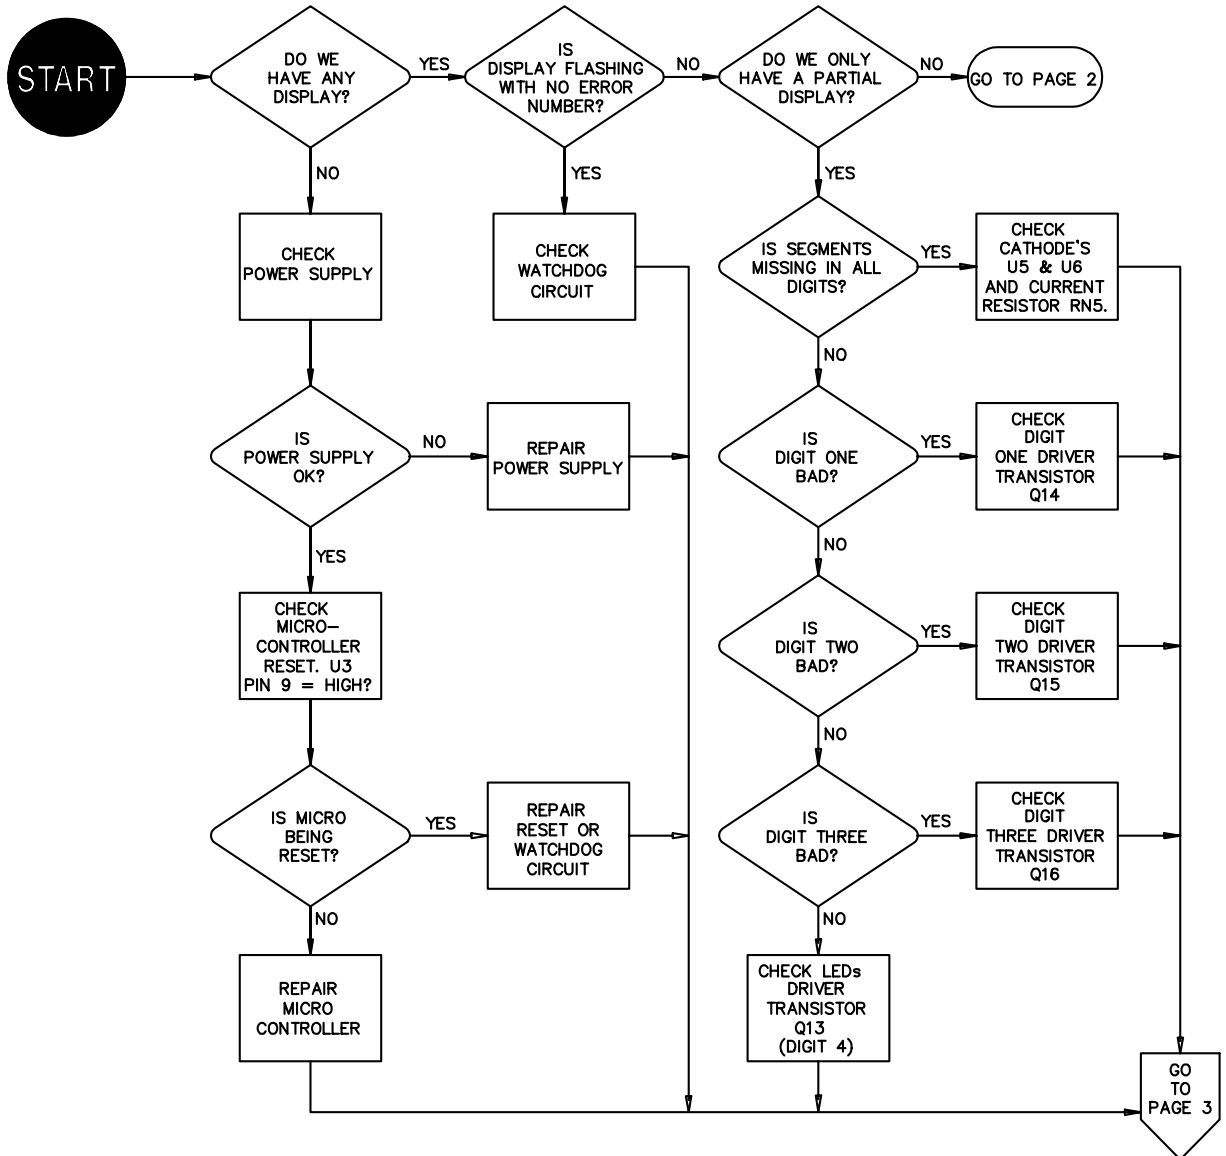 START
DO WE
HAVE ANY
DISPLAY?
YES
IS
DISPLAY FLASHING
WITH NO ERROR
NUMBER?
NO
DO WE ONLY
HAVE A PARTIAL
DISPLAY?
NO
GO TO PAGE 2
NO
YES
YES
CHECK
POWER SUPPLY
CHECK
WATCHDOG
CIRCUIT
IS SEGMENTS
MISSING IN ALL
DIGITS?
YES
CHECK
CATHODE'S
U5 & U6
AND CURRENT
RESISTOR RN5.
NO
IS
POWER SUPPLY
OK?
NO
REPAIR
POWER SUPPLY
IS
DIGIT ONE
BAD?
YES
CHECK
DIGIT
ONE DRIVER
TRANSISTOR
Q14
YES
NO
CHECK
MICRO-
CONTROLLER
RESET. U3
PIN 9 = HIGH?
IS
DIGIT TWO
BAD?
YES
CHECK
DIGIT
TWO DRIVER
TRANSISTOR
Q15
NO
IS MICRO
BEING
RESET?
YES
REPAIR
RESET OR
WATCHDOG
CIRCUIT
IS
DIGIT THREE
BAD?
YES
CHECK
DIGIT
THREE DRIVER
TRANSISTOR
Q16
NO
NO
REPAIR
MICRO
CONTROLLER
CHECK LEDs
DRIVER
TRANSISTOR
Q13
(DIGIT 4)
GO
TO
PAGE 3